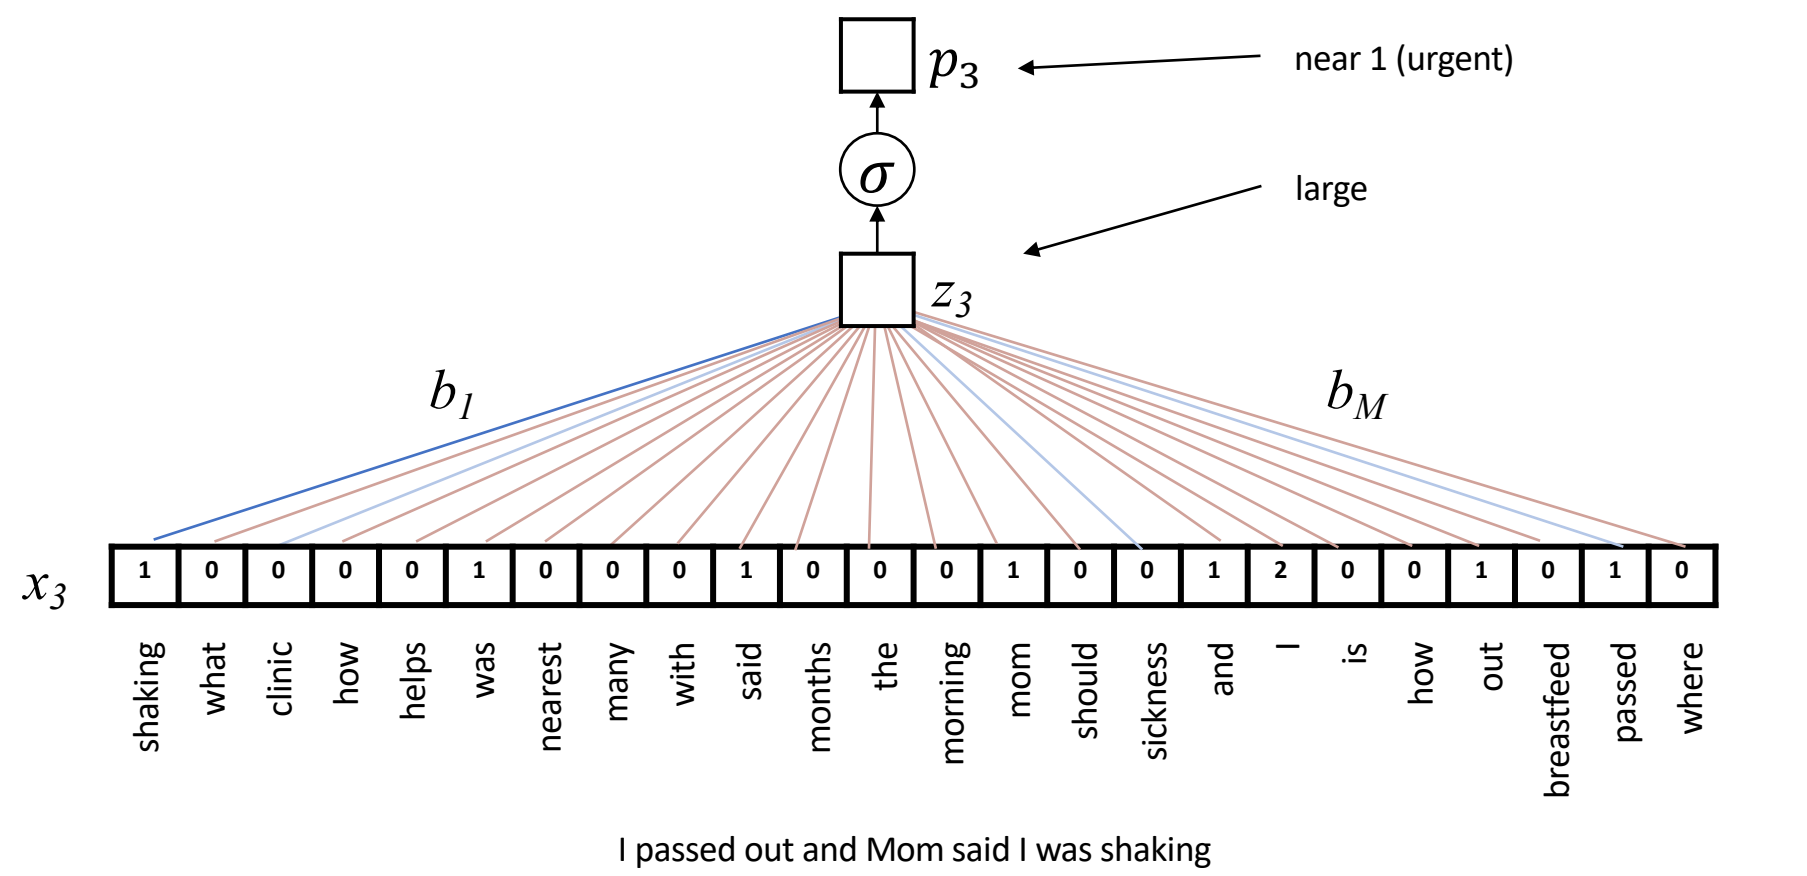 p₃
near 1 (urgent)
σ
large
z₃
b₁
b_M
x₃
1 0 0 0 0 1 0 0 0 1 0 0 0 1 0 0 1 2 0 0 1 0 1 0
shaking what clinic how helps was nearest many with said months the morning mom should sickness and I is how out breastfeed passed where
I passed out and Mom said I was shaking